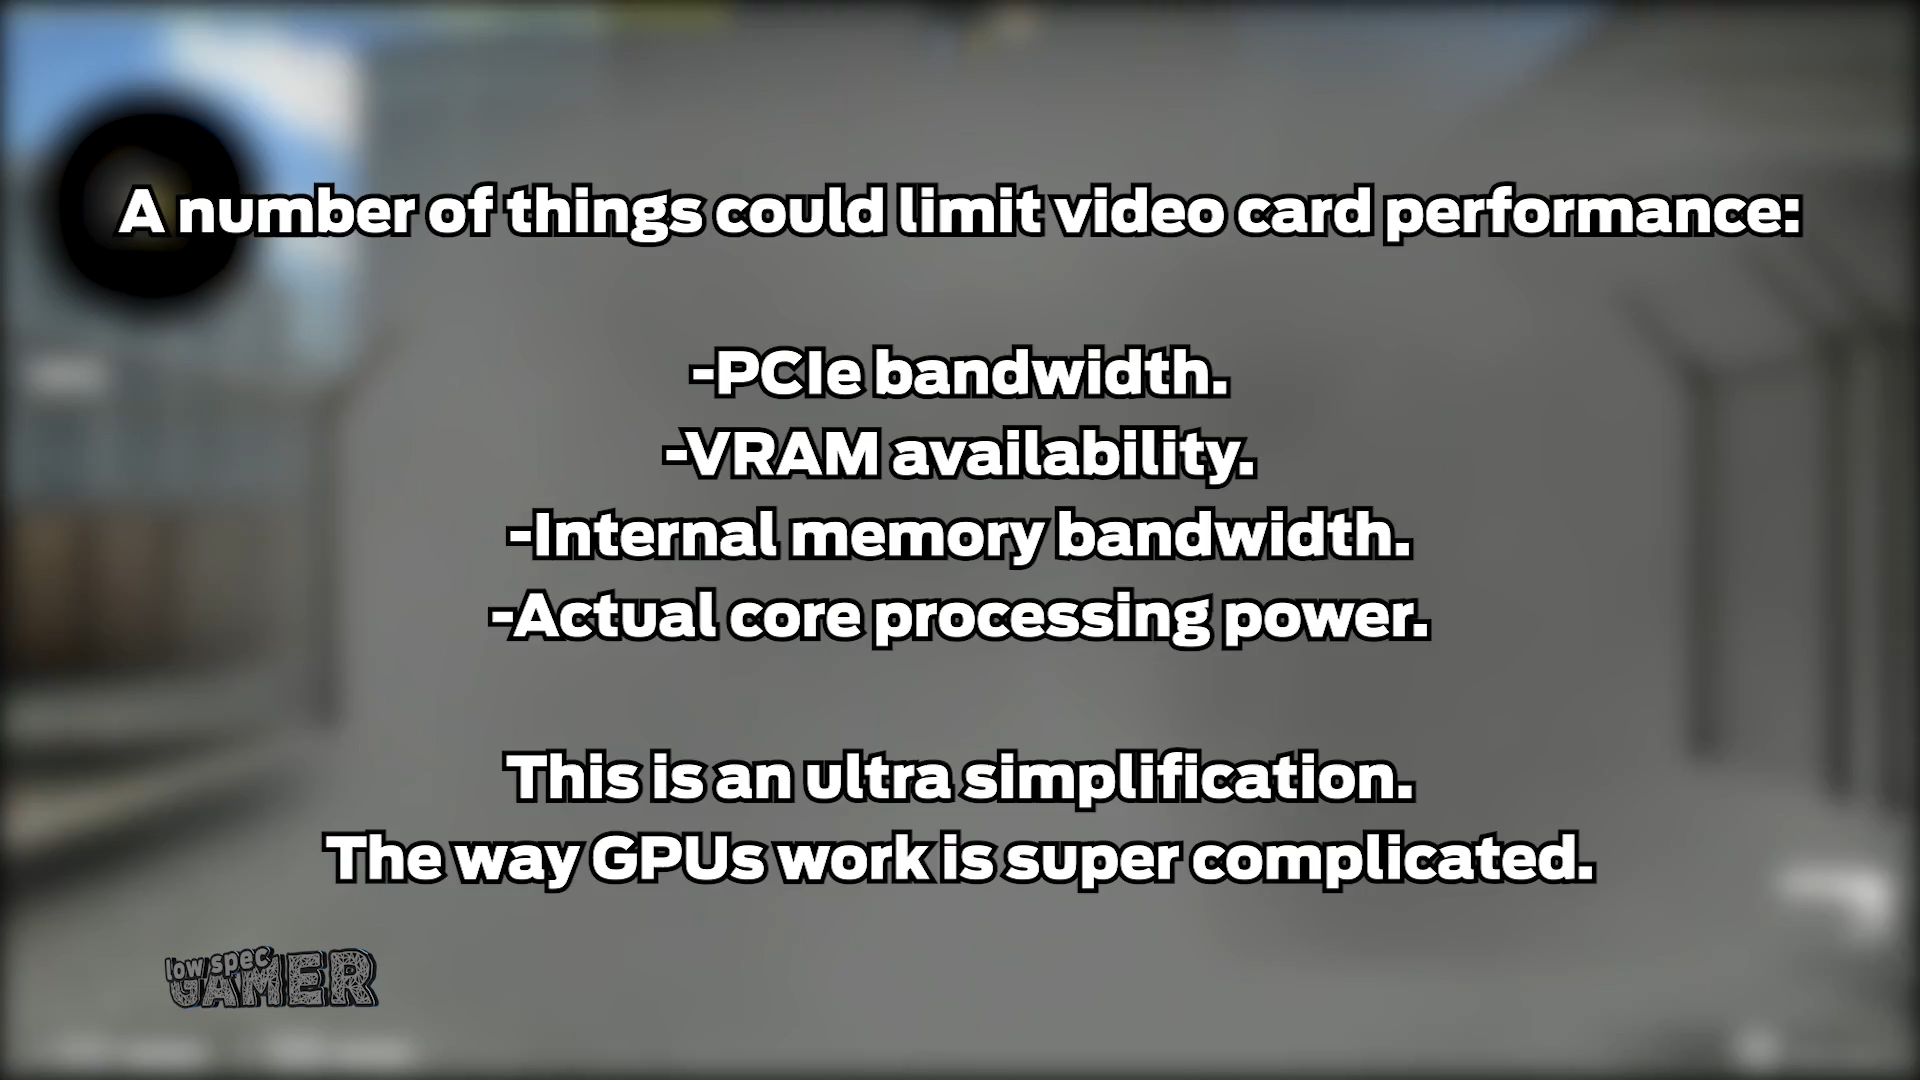 A number of things could limit video card performance:
-PCIe bandwidth.
-VRAM availability.
-Internal memory bandwidth.
-Actual core processing power.
This is an ultra simplification.
The way GPUs work is super complicated.
low spec
GAMER